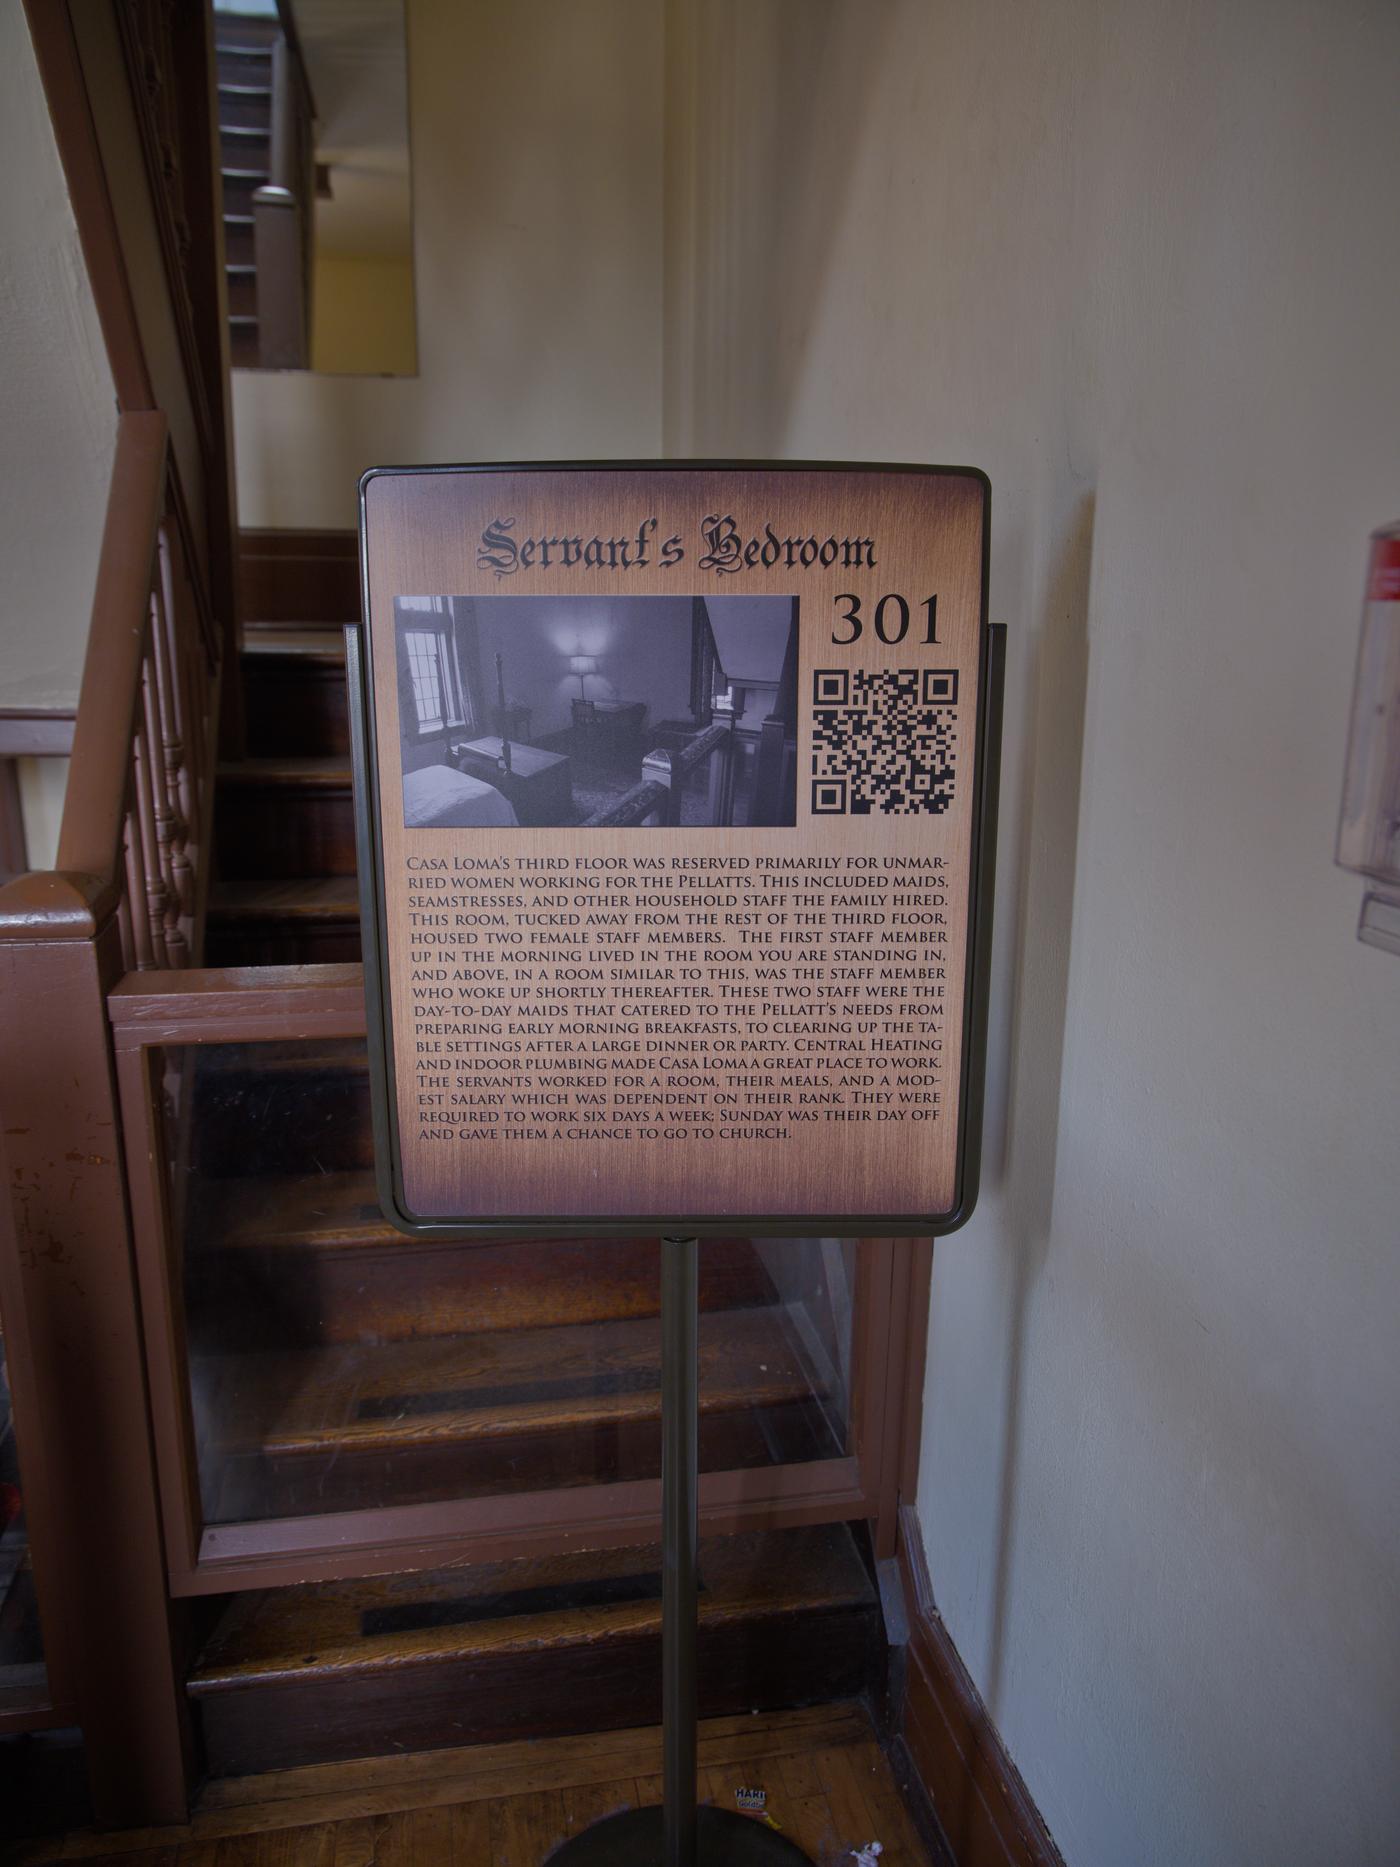 Servant's Bedroom
301
CASA LOMA'S THIRD FLOOR WAS RESERVED PRIMARILY FOR UNMAR-
RIED WOMEN WORKING FOR THE PELLATTS. THIS INCLUDED MAIDS,
SEAMSTRESSES, AND OTHER HOUSEHOLD STAFF THE FAMILY HIRED.
THIS ROOM, TUCKED AWAY FROM THE REST OF THE THIRD FLOOR,
HOUSED TWO FEMALE STAFF MEMBERS. THE FIRST STAFF MEMBER
UP IN THE MORNING LIVED IN THE ROOM YOU ARE STANDING IN,
AND ABOVE, IN A ROOM SIMILAR TO THIS, WAS THE STAFF MEMBER
WHO WOKE UP SHORTLY THEREAFTER. THESE TWO STAFF WERE THE
DAY-TO-DAY MAIDS THAT CATERED TO THE PELLATT'S NEEDS FROM
PREPARING EARLY MORNING BREAKFASTS, TO CLEARING UP THE TA-
BLE SETTINGS AFTER A LARGE DINNER OR PARTY. CENTRAL HEATING
AND INDOOR PLUMBING MADE CASA LOMA A GREAT PLACE TO WORK.
THE SERVANTS WORKED FOR A ROOM, THEIR MEALS, AND A MOD-
EST SALARY WHICH WAS DEPENDENT ON THEIR RANK. THEY WERE
REQUIRED TO WORK SIX DAYS A WEEK; SUNDAY WAS THEIR DAY OFF
AND GAVE THEM A CHANCE TO GO TO CHURCH.
HARI